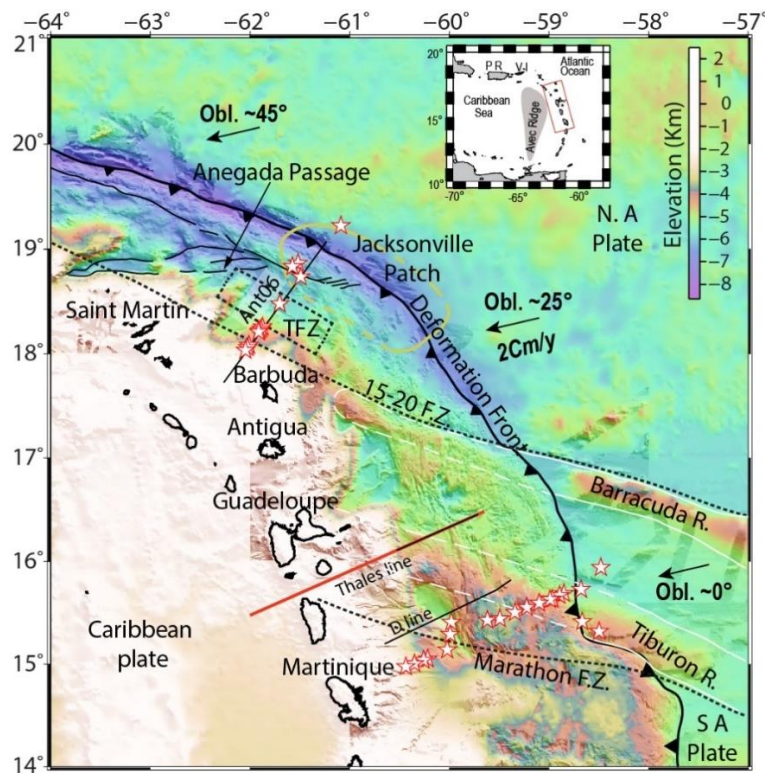 −64 −62 −61 −60 −59 −57
21°
20°
19°
18°
17°
16°
15°
14°
20°
15°
10°
−70° −65° −60°
P R V I
Atlantic
Ocean
Caribbean
Sea
Avec Ridge
2
1
0
−1
−2
−3
−4
−5
−6
−7
−8
Elevation (Km)
N. A
Plate
Obl. ~45°
Anegada Passage
Jacksonville
Patch
Ant06
TFZ
Saint Martin
Barbuda
Antigua
Guadeloupe
Obl. ~25°
2Cm/y
Deformation Front
15-20 F.Z.
Barracuda R.
Thales line
Obl. ~0°
D line
Caribbean
plate
Martinique
Marathon F.Z.
Tiburon R.
S A
Plate